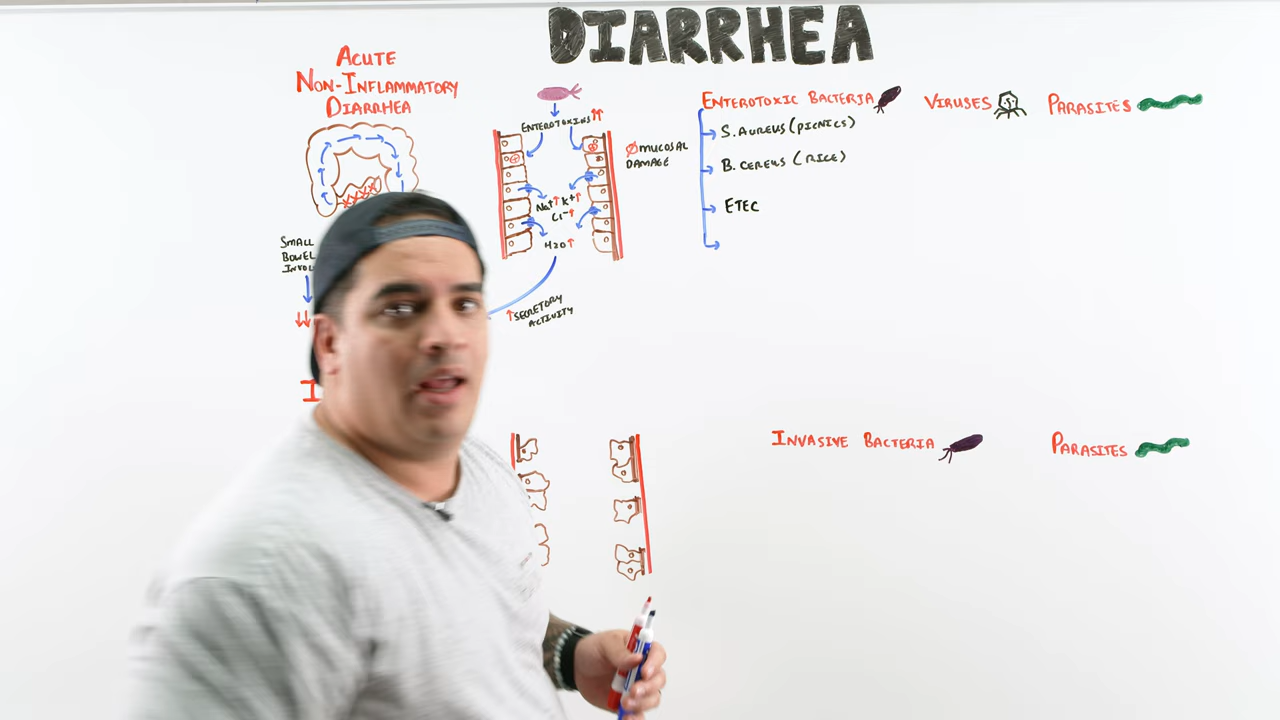 DIARRHEA
ACUTE
NON-INFLAMMATORY
DIARRHEA
ENTEROTOXINS ↑↑
Na+↑ K+↑
Cl-↑
H2O↑
↑SECRETORY
ACTIVITY
Ø MUCOSAL
DAMAGE
SMALL
BOWEL
ENTEROTOXIC BACTERIA
S. AUREUS (PICNICS)
B. CEREUS (RICE)
ETEC
VIRUSES
PARASITES
INVASIVE BACTERIA
PARASITES